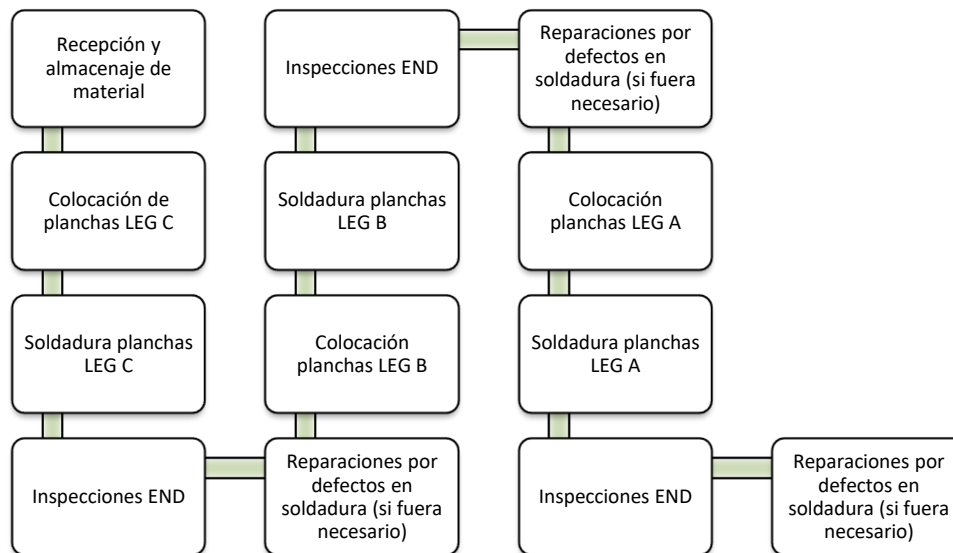 Recepción y
almacenaje de
material
Colocación de
planchas LEG C
Soldadura planchas
LEG C
Inspecciones END
Reparaciones por
defectos en
soldadura (si fuera
necesario)
Colocación
planchas LEG B
Soldadura planchas
LEG B
Inspecciones END
Reparaciones por
defectos en
soldadura (si fuera
necesario)
Colocación
planchas LEG A
Soldadura planchas
LEG A
Inspecciones END
Reparaciones por
defectos en
soldadura (si fuera
necesario)